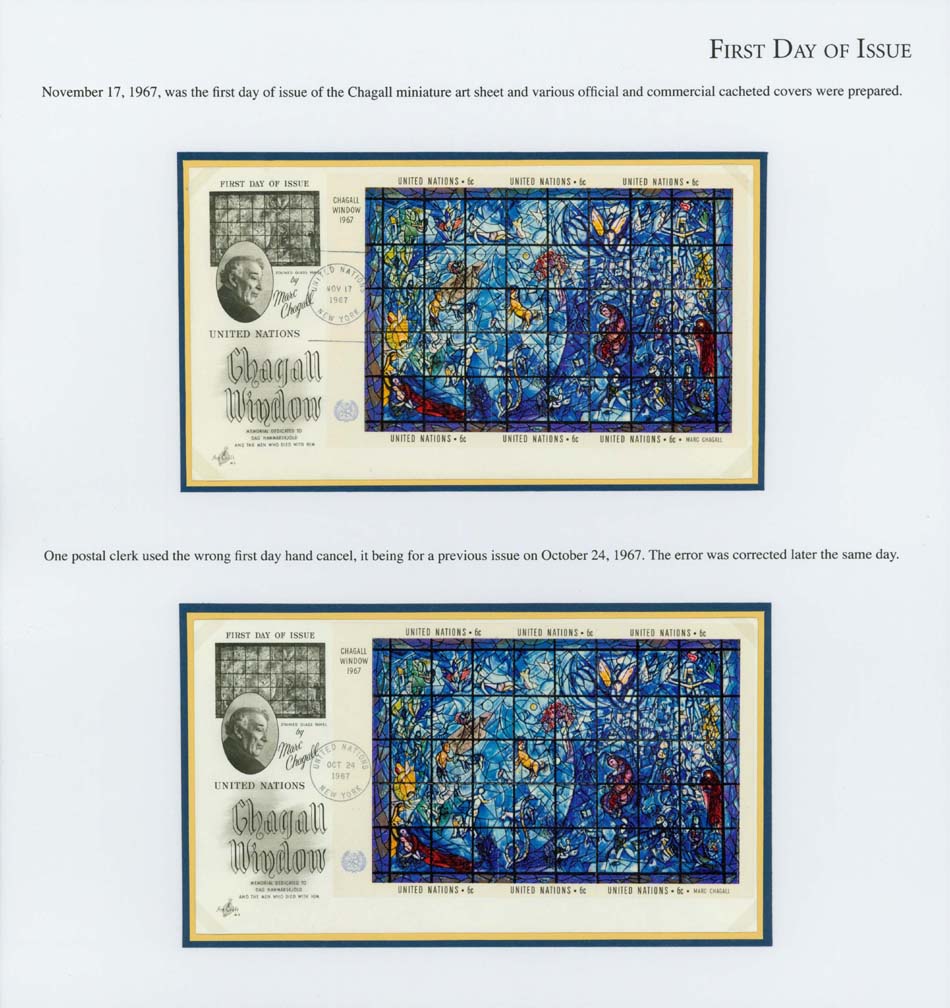 FIRST DAY OF ISSUE
November 17, 1967, was the first day of issue of the Chagall miniature art sheet and various official and commercial cacheted covers were prepared.
FIRST DAY OF ISSUE
STAINED GLASS PANEL
by
Marc
Chagall
UNITED NATIONS
Chagall
Window
MEMORIAL DEDICATED TO
DAG HAMMARSKJOLD
AND THE MEN WHO DIED WITH HIM
UNITED NATIONS
NOV 17
1967
NEW YORK
CHAGALL
WINDOW
1967
UNITED NATIONS • 6c UNITED NATIONS • 6c UNITED NATIONS • 6c
UNITED NATIONS • 6c UNITED NATIONS • 6c UNITED NATIONS • 6c • MARC CHAGALL
One postal clerk used the wrong first day hand cancel, it being for a previous issue on October 24, 1967. The error was corrected later the same day.
FIRST DAY OF ISSUE
STAINED GLASS PANEL
by
Marc
Chagall
UNITED NATIONS
Chagall
Window
MEMORIAL DEDICATED TO
DAG HAMMARSKJOLD
AND THE MEN WHO DIED WITH HIM
UNITED NATIONS
OCT 24
1967
NEW YORK
CHAGALL
WINDOW
1967
UNITED NATIONS • 6c UNITED NATIONS • 6c UNITED NATIONS • 6c
UNITED NATIONS • 6c UNITED NATIONS • 6c UNITED NATIONS • 6c • MARC CHAGALL